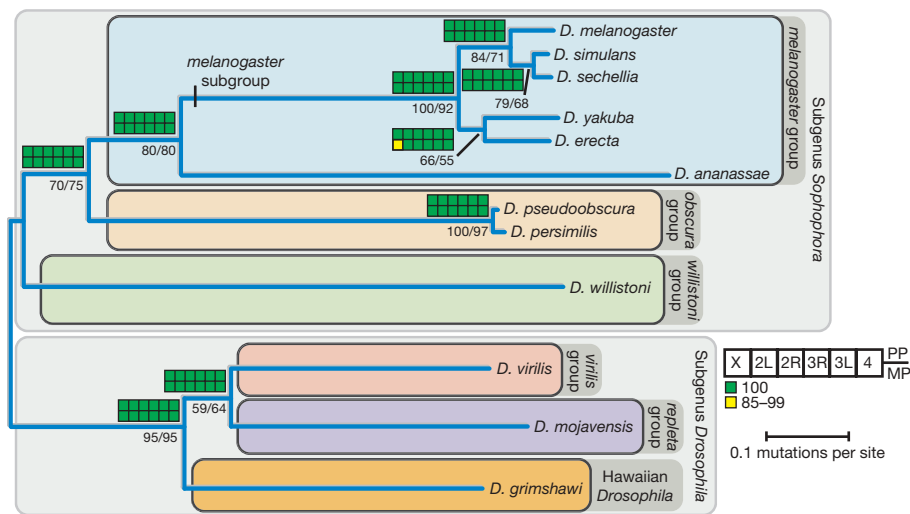 D. melanogaster
84/71
D. simulans
D. sechellia
79/68
melanogaster
subgroup
100/92
D. yakuba
D. erecta
66/55
80/80
D. ananassae
melanogaster group
70/75
D. pseudoobscura
100/97
D. persimilis
obscura
group
D. willistoni
willistoni
group
Subgenus Sophophora
D. virilis
virilis
group
59/64
D. mojavensis
repleta
group
95/95
D. grimshawi
Hawaiian
Drosophila
Subgenus Drosophila
X 2L 2R 3R 3L 4 PP
MP
100
85–99
0.1 mutations per site